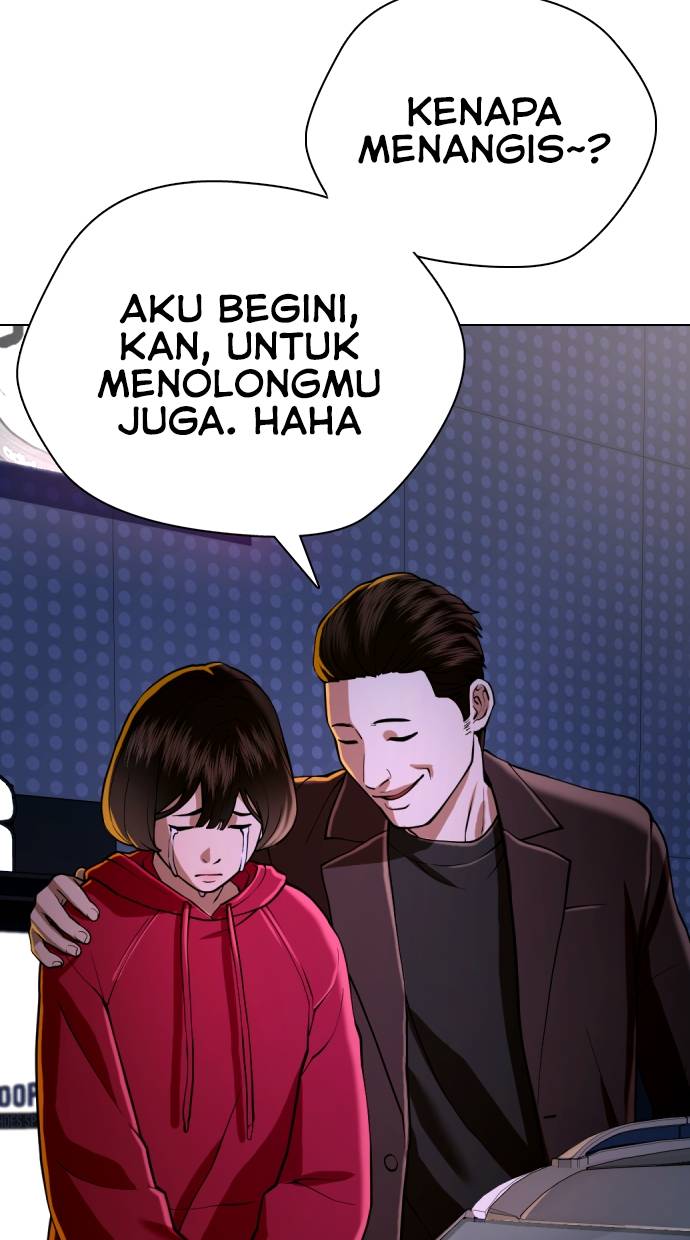 KENAPA
MENANGIS~?
AKU BEGINI,
KAN, UNTUK
MENOLONGMU
JUGA. HAHA